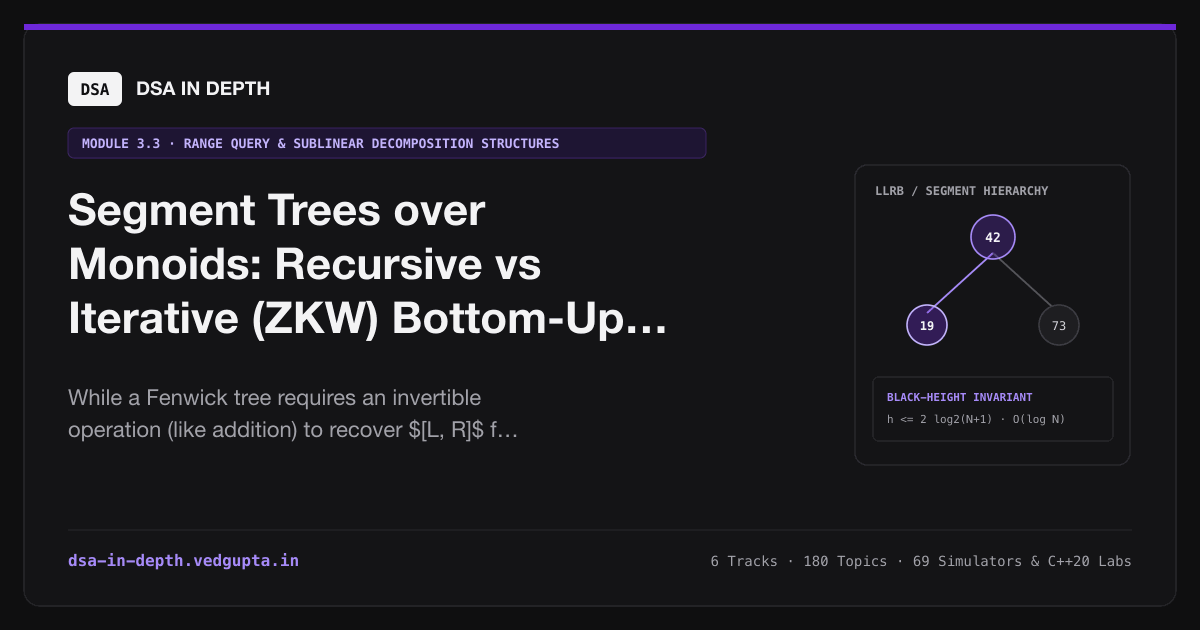 DSA DSA IN DEPTH
MODULE 3.3 · RANGE QUERY & SUBLINEAR DECOMPOSITION STRUCTURES
Segment Trees over
Monoids: Recursive vs
Iterative (ZKW) Bottom-Up...
While a Fenwick tree requires an invertible
operation (like addition) to recover $[L, R]$ f...
LLRB / SEGMENT HIERARCHY
42
19 73
BLACK-HEIGHT INVARIANT
h <= 2 log2(N+1) · O(log N)
dsa-in-depth.vedgupta.in
6 Tracks · 180 Topics · 69 Simulators & C++20 Labs